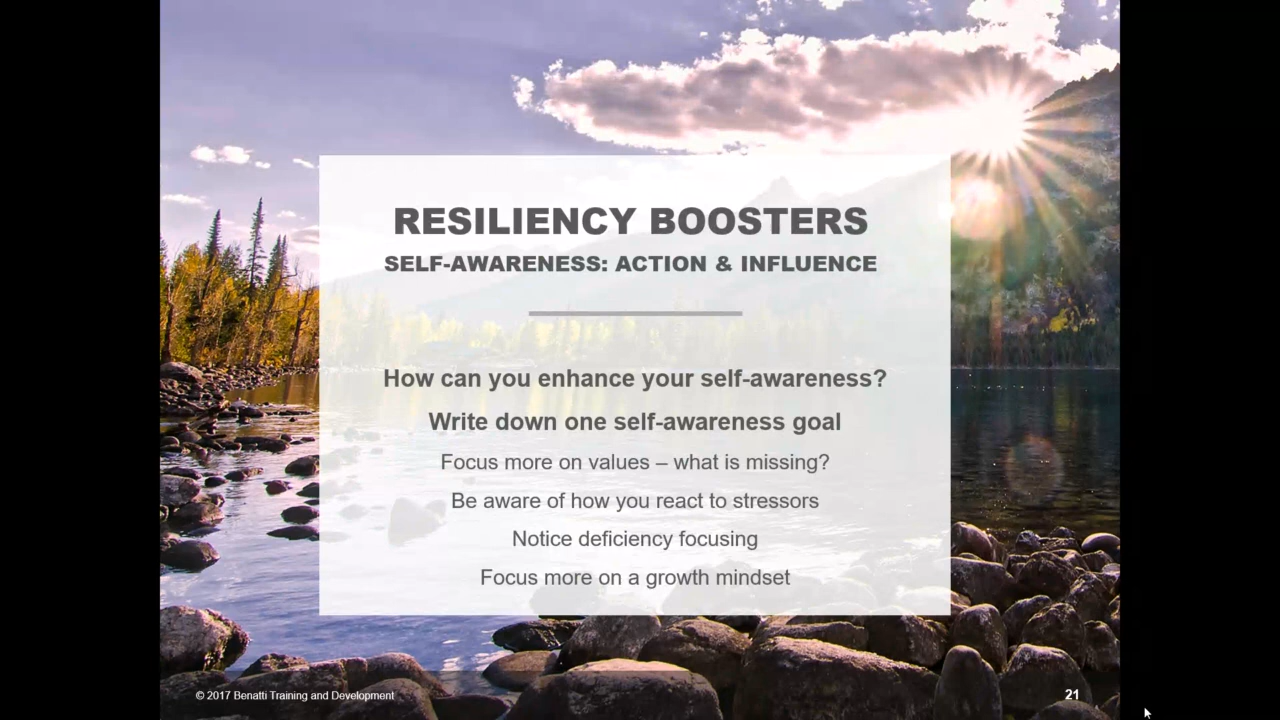 RESILIENCY BOOSTERS
SELF-AWARENESS: ACTION & INFLUENCE
How can you enhance your self-awareness?
Write down one self-awareness goal
Focus more on values – what is missing?
Be aware of how you react to stressors
Notice deficiency focusing
Focus more on a growth mindset
© 2017 Benatti Training and Development
21